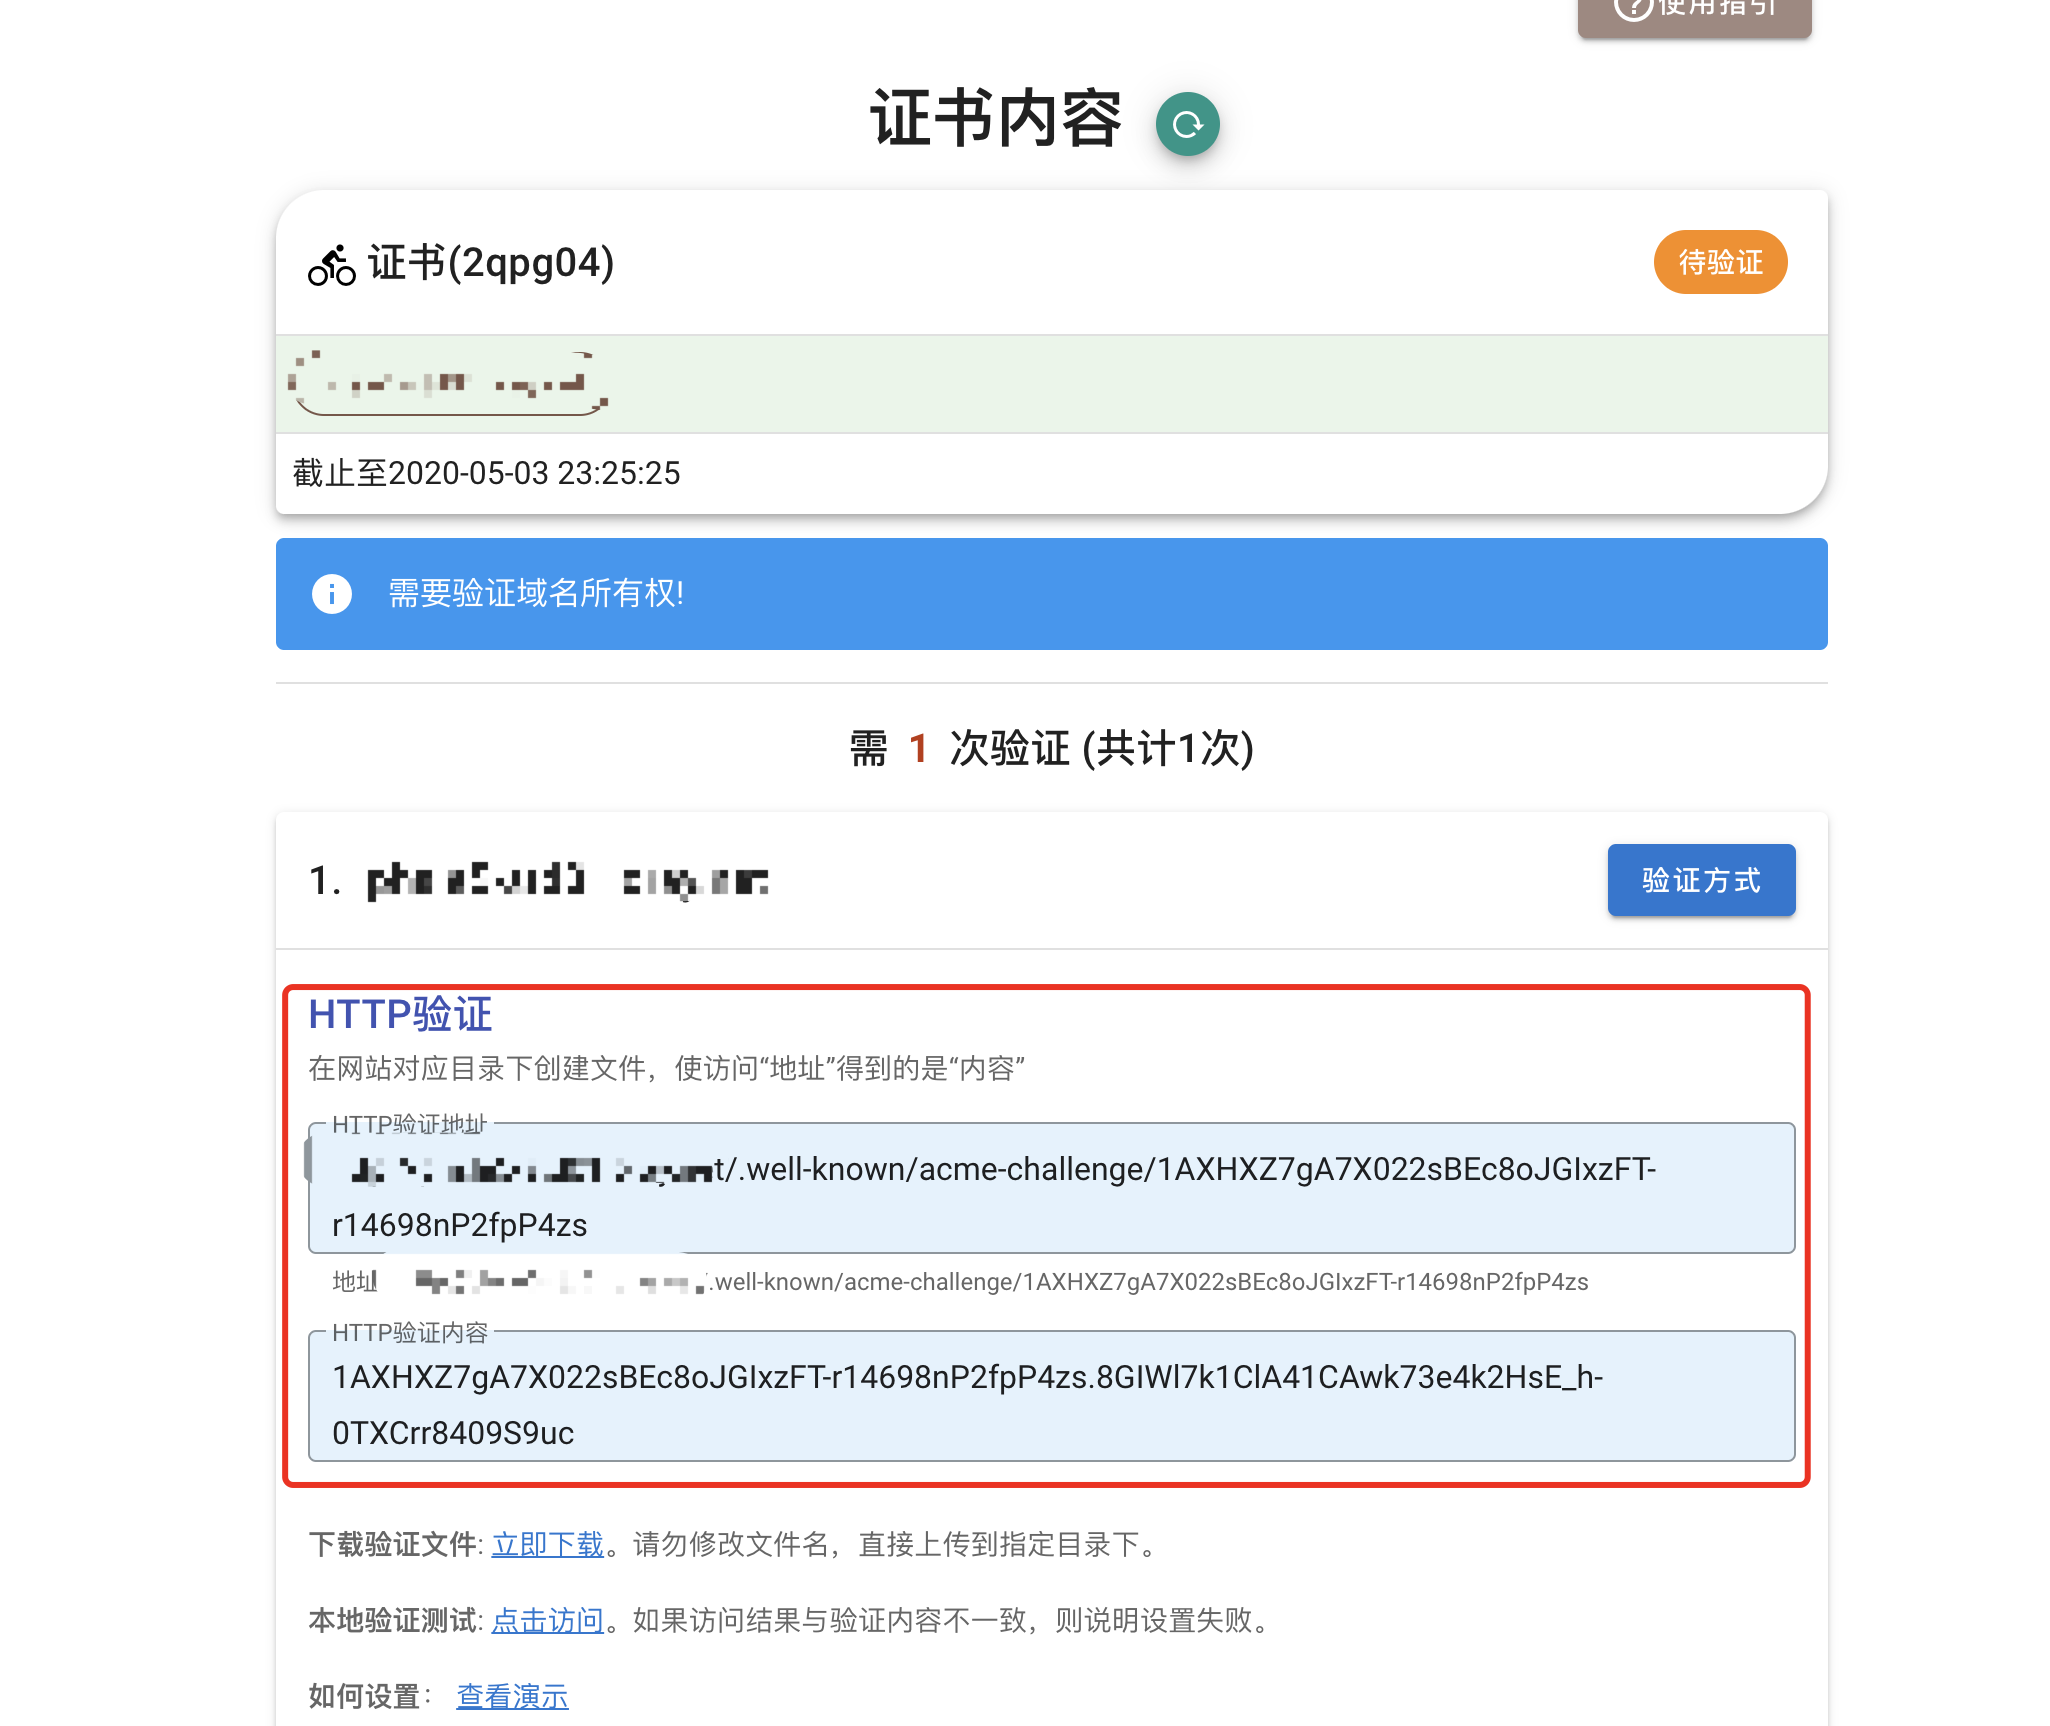 使用指引
证书内容
证书(2qpg04)
待验证
截止至2020-05-03 23:25:25
需要验证域名所有权!
需 1 次验证 (共计1次)
1.
验证方式
HTTP验证
在网站对应目录下创建文件，使访问“地址”得到的是“内容”
HTTP验证地址
t/.well-known/acme-challenge/1AXHXZ7gA7X022sBEc8oJGIxzFT-
r14698nP2fpP4zs
地址 .well-known/acme-challenge/1AXHXZ7gA7X022sBEc8oJGIxzFT-r14698nP2fpP4zs
HTTP验证内容
1AXHXZ7gA7X022sBEc8oJGIxzFT-r14698nP2fpP4zs.8GIWl7k1ClA41CAwk73e4k2HsE_h-
0TXCrr8409S9uc
下载验证文件: 立即下载。请勿修改文件名，直接上传到指定目录下。
本地验证测试: 点击访问。如果访问结果与验证内容不一致，则说明设置失败。
如何设置： 查看演示